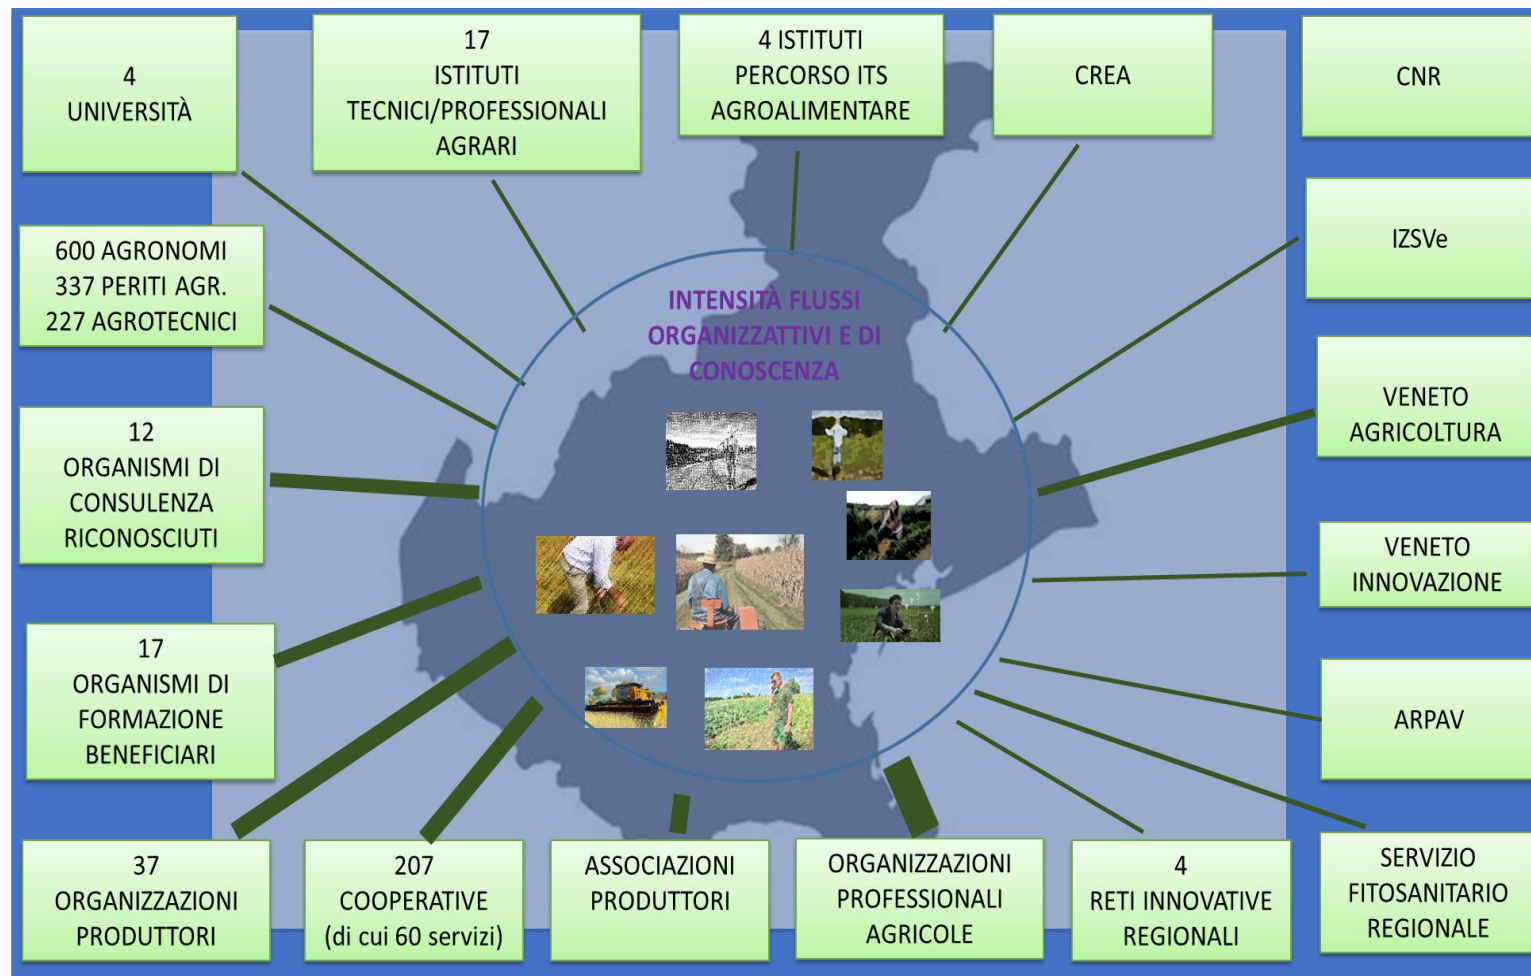 4
UNIVERSITÀ
17
ISTITUTI
TECNICI/PROFESSIONALI
AGRARI
4 ISTITUTI
PERCORSO ITS
AGROALIMENTARE
CREA
CNR
IZSVe
600 AGRONOMI
337 PERITI AGR.
227 AGROTECNICI
INTENSITÀ FLUSSI
ORGANIZZATTIVI E DI
CONOSCENZA
VENETO
AGRICOLTURA
12
ORGANISMI DI
CONSULENZA
RICONOSCIUTI
VENETO
INNOVAZIONE
17
ORGANISMI DI
FORMAZIONE
BENEFICIARI
ARPAV
37
ORGANIZZAZIONI
PRODUTTORI
207
COOPERATIVE
(di cui 60 servizi)
ASSOCIAZIONI
PRODUTTORI
ORGANIZZAZIONI
PROFESSIONALI
AGRICOLE
4
RETI INNOVATIVE
REGIONALI
SERVIZIO
FITOSANITARIO
REGIONALE